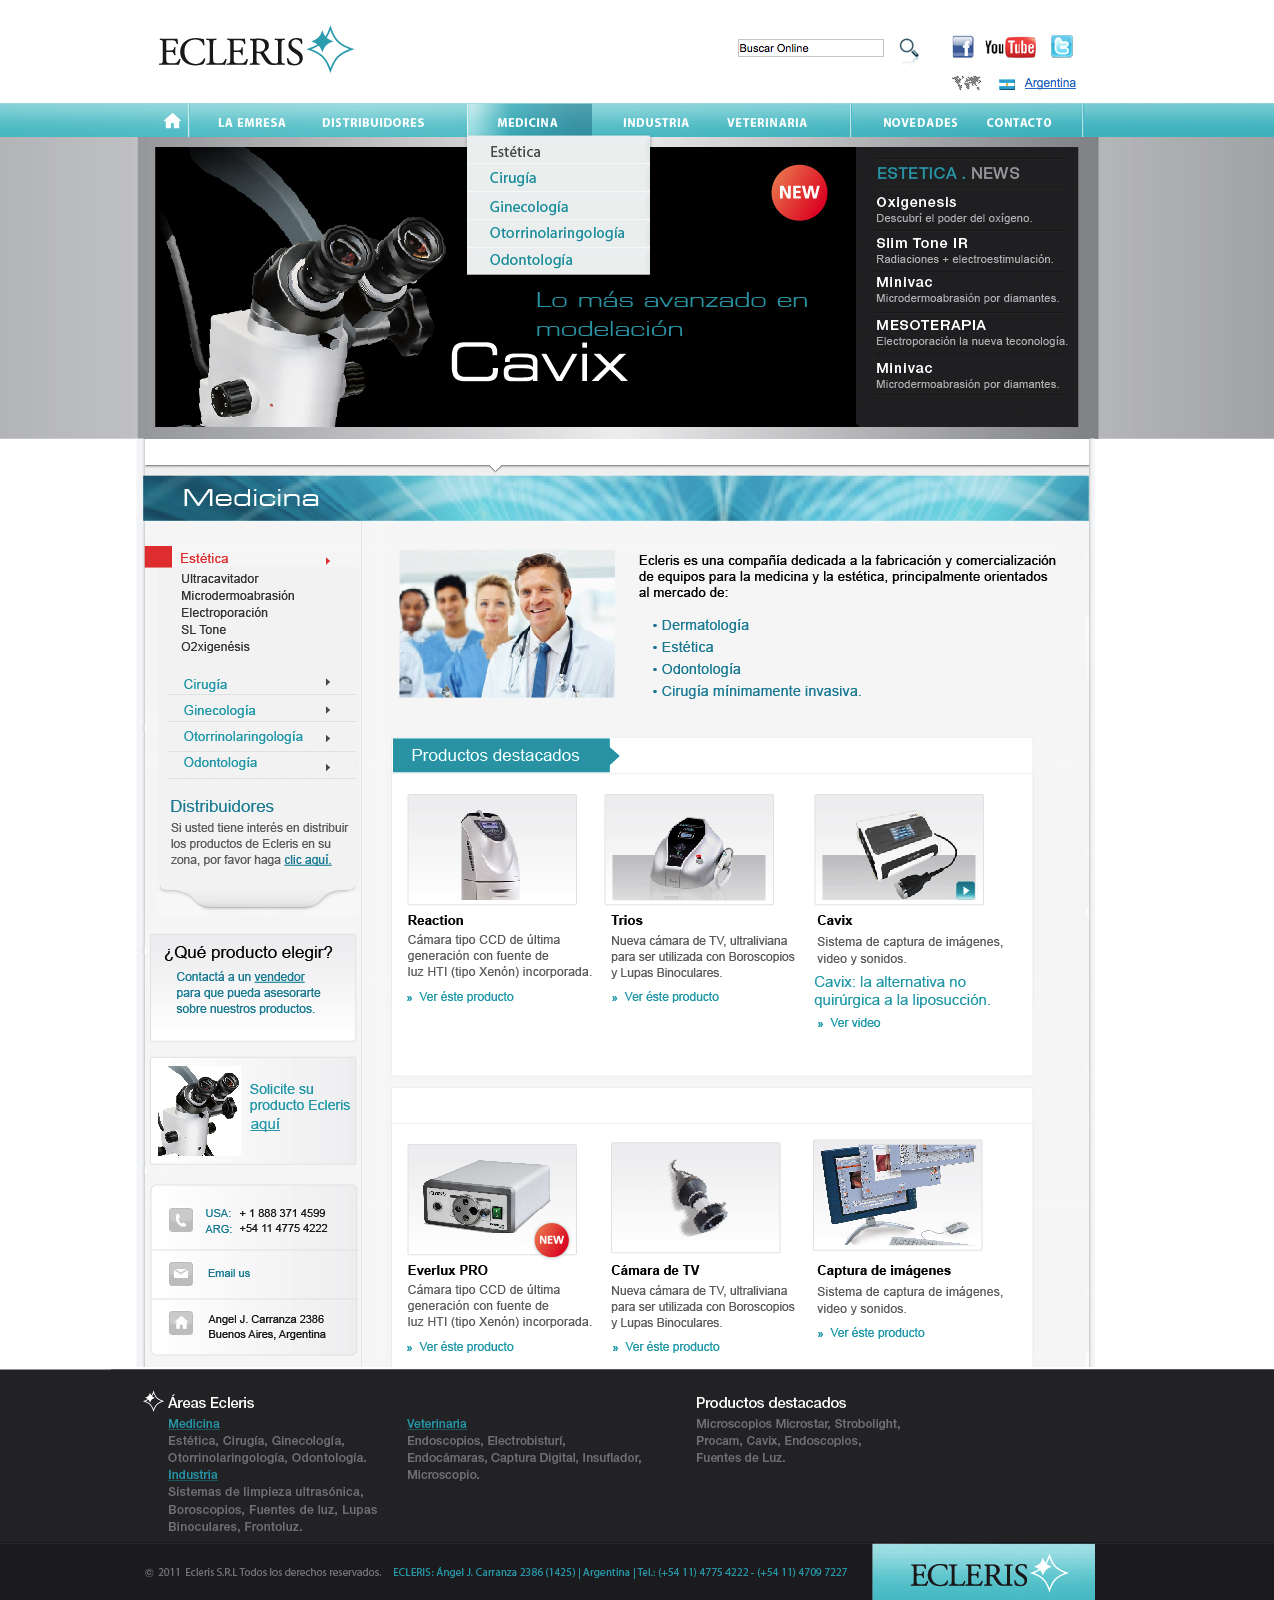 ECLERIS
Buscar Online
You Tube
Argentina
LA EMRESA
DISTRIBUIDORES
MEDICINA
INDUSTRIA
VETERINARIA
NOVEDADES
CONTACTO
Estética
Cirugía
Ginecología
Otorrinolaringología
Odontología
NEW
Lo más avanzado en
modelación
Cavix
ESTETICA . NEWS
Oxigenesis
Descubrí el poder del oxígeno.
Slim Tone IR
Radiaciones + electroestimulación.
Minivac
Microdermoabrasión por diamantes.
MESOTERAPIA
Electroporación la nueva teconología.
Minivac
Microdermoabrasión por diamantes.
Medicina
Estética
Ultracavitador
Microdermoabrasión
Electroporación
SL Tone
O2xigenésis
Cirugía
Ginecología
Otorrinolaringología
Odontología
Distribuidores
Si usted tiene interés en distribuir
los productos de Ecleris en su
zona, por favor haga clic aquí.
¿Qué producto elegir?
Contactá a un vendedor
para que pueda asesorarte
sobre nuestros productos.
Solicite su
producto Ecleris
aquí
USA: + 1 888 371 4599
ARG: +54 11 4775 4222
Email us
Angel J. Carranza 2386
Buenos Aires, Argentina
Ecleris es una compañía dedicada a la fabricación y comercialización
de equipos para la medicina y la estética, principalmente orientados
al mercado de:
• Dermatología
• Estética
• Odontología
• Cirugía mínimamente invasiva.
Productos destacados
Reaction
Cámara tipo CCD de última
generación con fuente de
luz HTI (tipo Xenón) incorporada.
» Ver éste producto
Trios
Nueva cámara de TV, ultraliviana
para ser utilizada con Boroscopios
y Lupas Binoculares.
» Ver éste producto
Cavix
Sistema de captura de imágenes,
video y sonidos.
Cavix: la alternativa no
quirúrgica a la liposucción.
» Ver video
NEW
Everlux PRO
Cámara tipo CCD de última
generación con fuente de
luz HTI (tipo Xenón) incorporada.
» Ver éste producto
Cámara de TV
Nueva cámara de TV, ultraliviana
para ser utilizada con Boroscopios
y Lupas Binoculares.
» Ver éste producto
Captura de imágenes
Sistema de captura de imágenes,
video y sonidos.
» Ver éste producto
Áreas Ecleris
Medicina
Estética, Cirugía, Ginecología,
Otorrinolaringología, Odontología.
Industria
Sistemas de limpieza ultrasónica,
Boroscopios, Fuentes de luz, Lupas
Binoculares, Frontoluz.
Veterinaria
Endoscopios, Electrobisturí,
Endocámaras, Captura Digital, Insuflador,
Microscopio.
Productos destacados
Microscopios Microstar, Strobolight,
Procam, Cavix, Endoscopios,
Fuentes de Luz.
© 2011 Ecleris S.R.L Todos los derechos reservados.
ECLERIS: Ángel J. Carranza 2386 (1425) | Argentina | Tel.: (+54 11) 4775 4222 - (+54 11) 4709 7227
ECLERIS